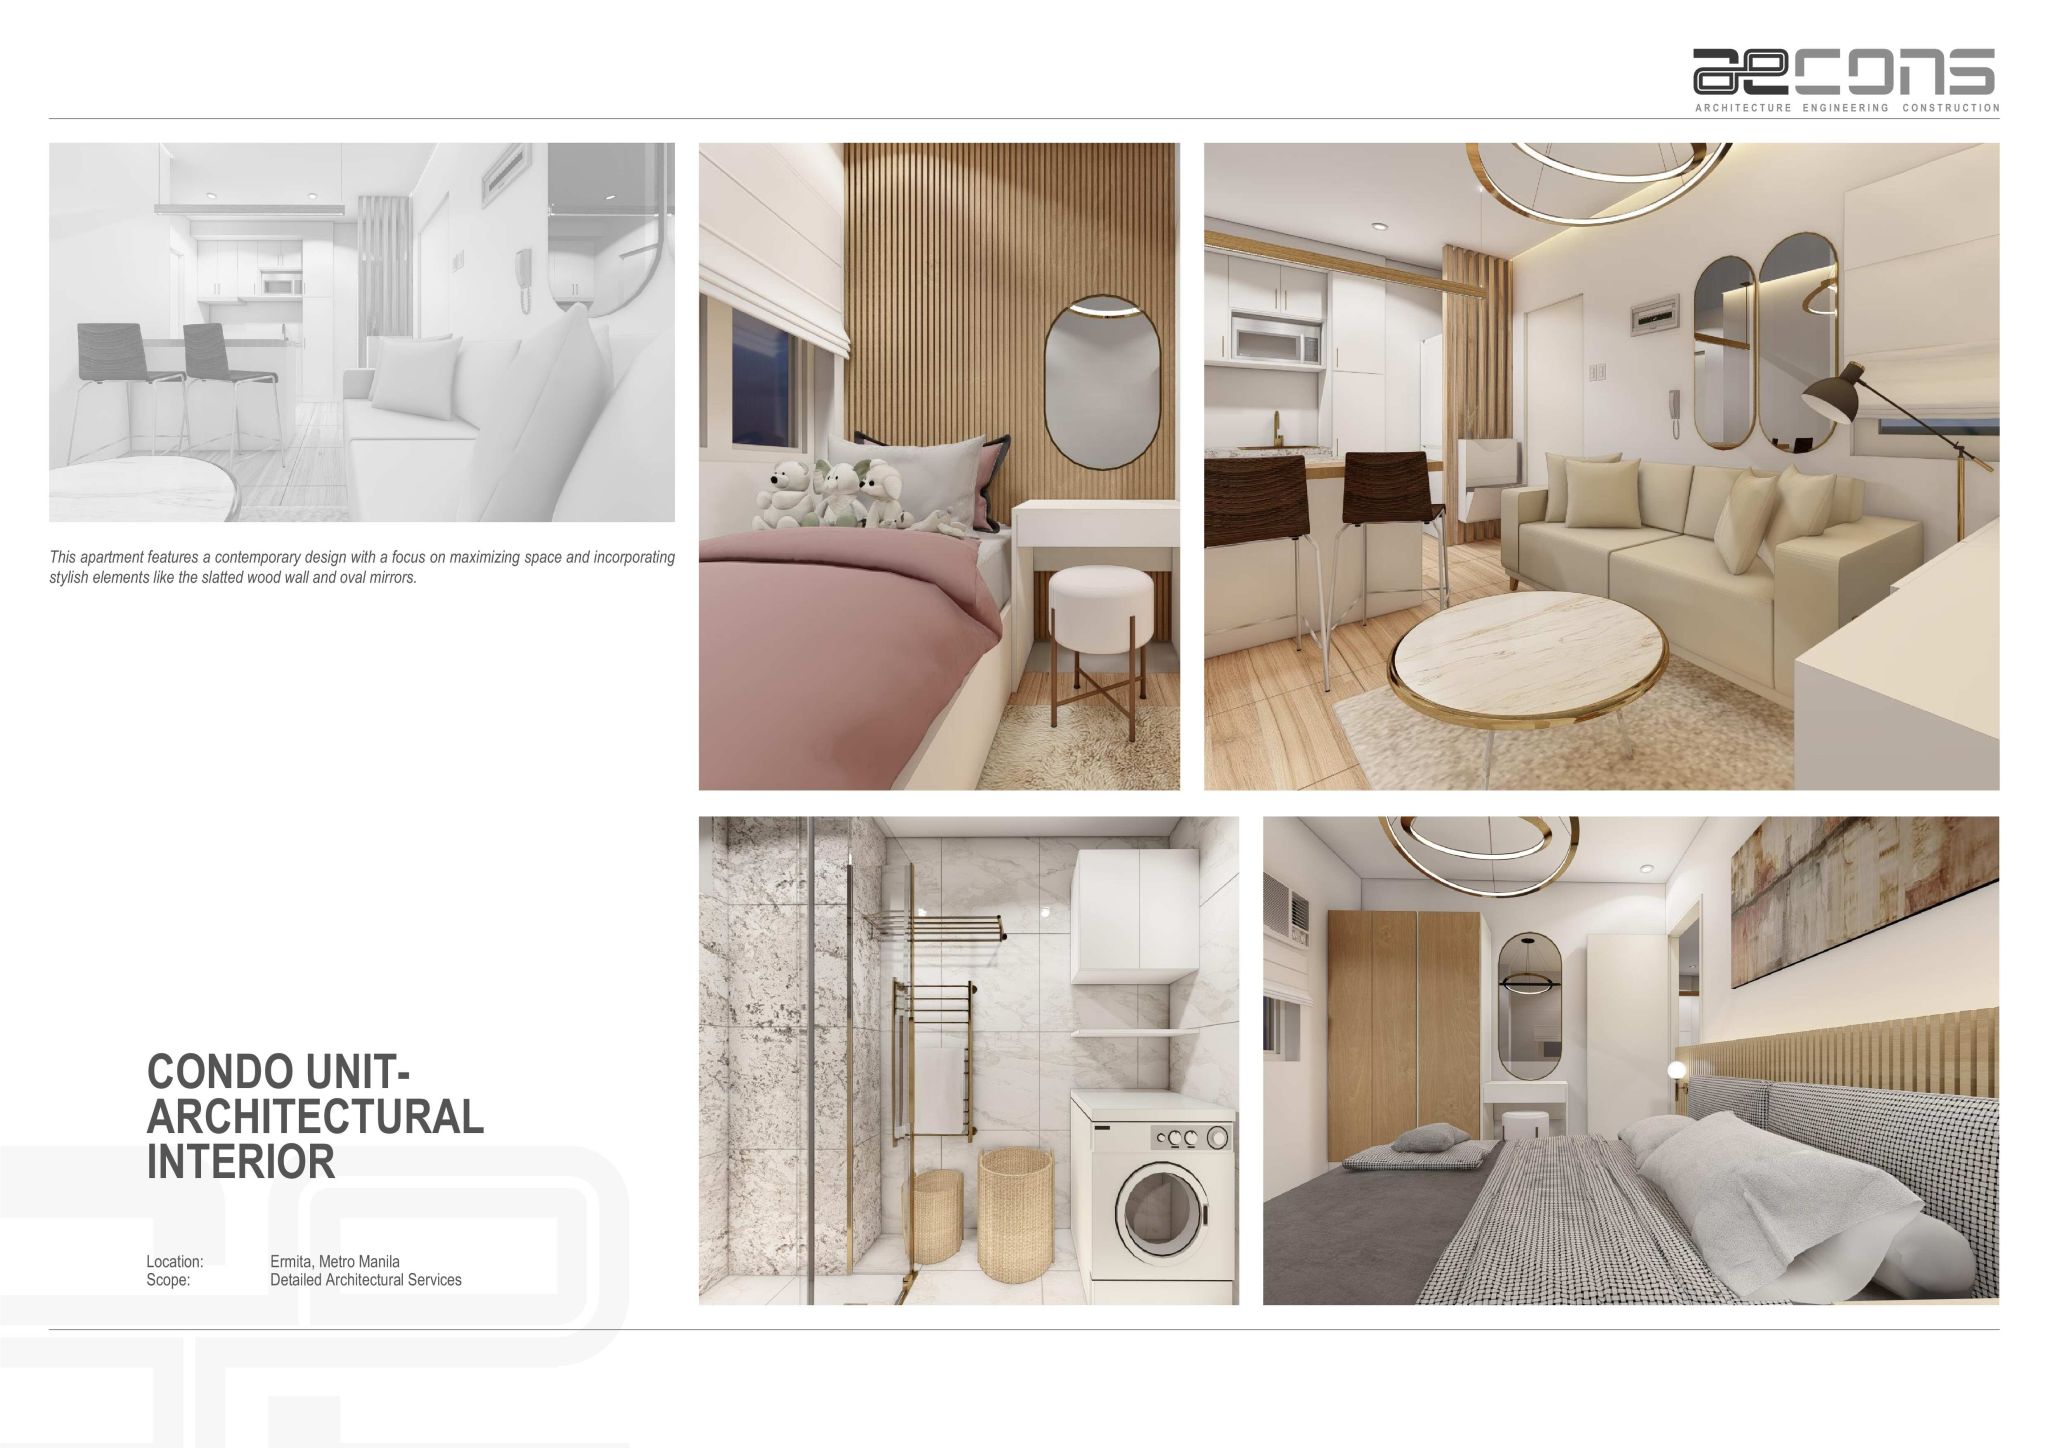 aecons
ARCHITECTURE ENGINEERING CONSTRUCTION
This apartment features a contemporary design with a focus on maximizing space and incorporating
stylish elements like the slatted wood wall and oval mirrors.
CONDO UNIT-
ARCHITECTURAL
INTERIOR
Location: Ermita, Metro Manila
Scope: Detailed Architectural Services